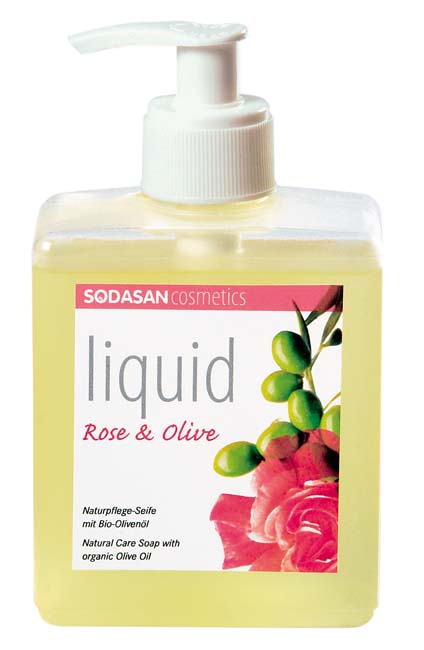 SODASAN cosmetics
liquid
Rose & Olive
Naturpflege-Seife
mit Bio-Olivenöl
Natural Care Soap with
organic Olive Oil